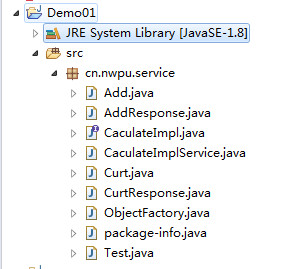 Demo01
JRE System Library [JavaSE-1.8]
src
cn.nwpu.service
Add.java
AddResponse.java
CaculateImpl.java
CaculateImplService.java
Curt.java
CurtResponse.java
ObjectFactory.java
package-info.java
Test.java